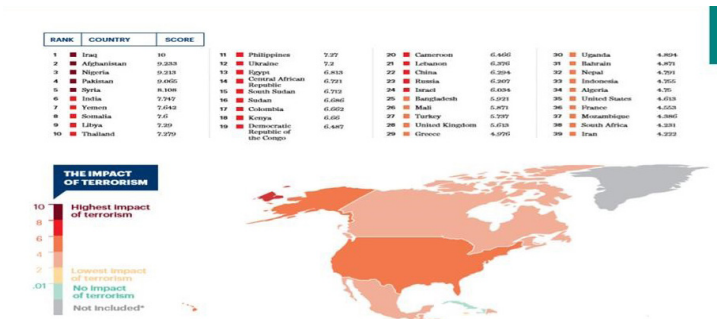 RANK COUNTRY SCORE
1 Iraq 10
2 Afghanistan 9.233
3 Nigeria 9.213
4 Pakistan 9.065
5 Syria 8.108
6 India 7.747
7 Yemen 7.642
8 Somalia 7.6
9 Libya 7.29
10 Thailand 7.279
11 Philippines 7.27
12 Ukraine 7.2
13 Egypt 6.813
14 Central African
Republic 6.721
15 South Sudan 6.712
16 Sudan 6.686
17 Colombia 6.662
18 Kenya 6.66
19 Democratic 6.487
Republic of
the Congo
20 Cameroon 6.466
21 Lebanon 6.376
22 China 6.294
23 Russia 6.207
24 Israel 6.034
25 Bangladesh 5.921
26 Mali 5.871
27 Turkey 5.737
28 United Kingdom 5.613
29 Greece 4.976
30 Uganda 4.894
31 Bahrain 4.871
32 Nepal 4.791
33 Indonesia 4.755
34 Algeria 4.75
35 United States 4.613
36 France 4.553
37 Mozambique 4.386
38 South Africa 4.231
39 Iran 4.222
THE IMPACT
OF TERRORISM
10 Highest impact
of terrorism
8
6
4
2 Lowest impact
of terrorism
.01 No impact
of terrorism
Not included*